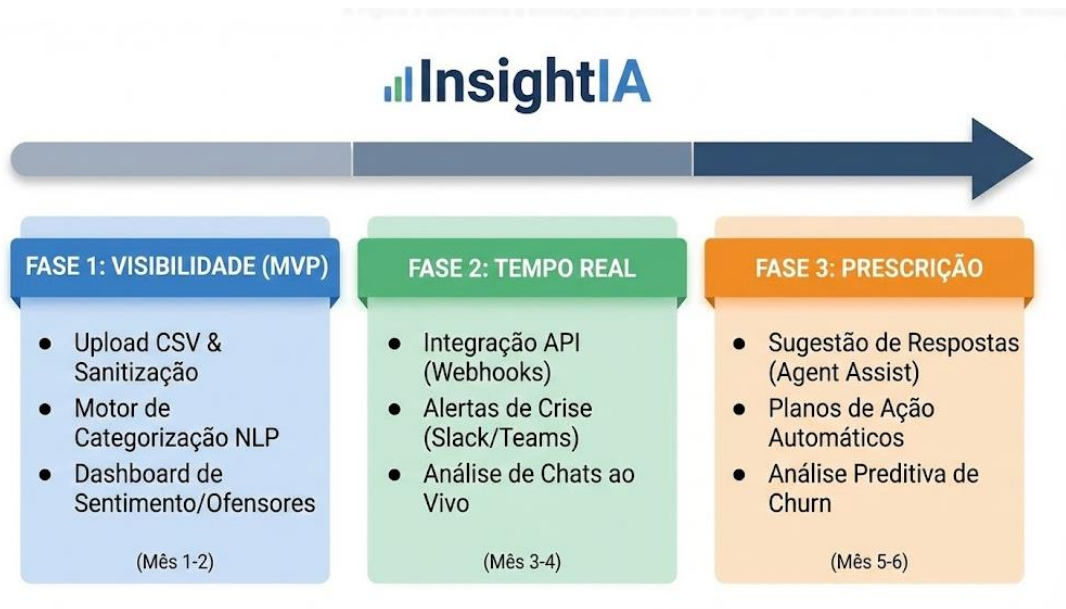 InsightIA
FASE 1: VISIBILIDADE (MVP)
● Upload CSV &
Sanitização
● Motor de
Categorização NLP
● Dashboard de
Sentimento/Ofensores
(Mês 1-2)
FASE 2: TEMPO REAL
● Integração API
(Webhooks)
● Alertas de Crise
(Slack/Teams)
● Análise de Chats ao
Vivo
(Mês 3-4)
FASE 3: PRESCRIÇÃO
● Sugestão de Respostas
(Agent Assist)
● Planos de Ação
Automáticos
● Análise Preditiva de
Churn
(Mês 5-6)